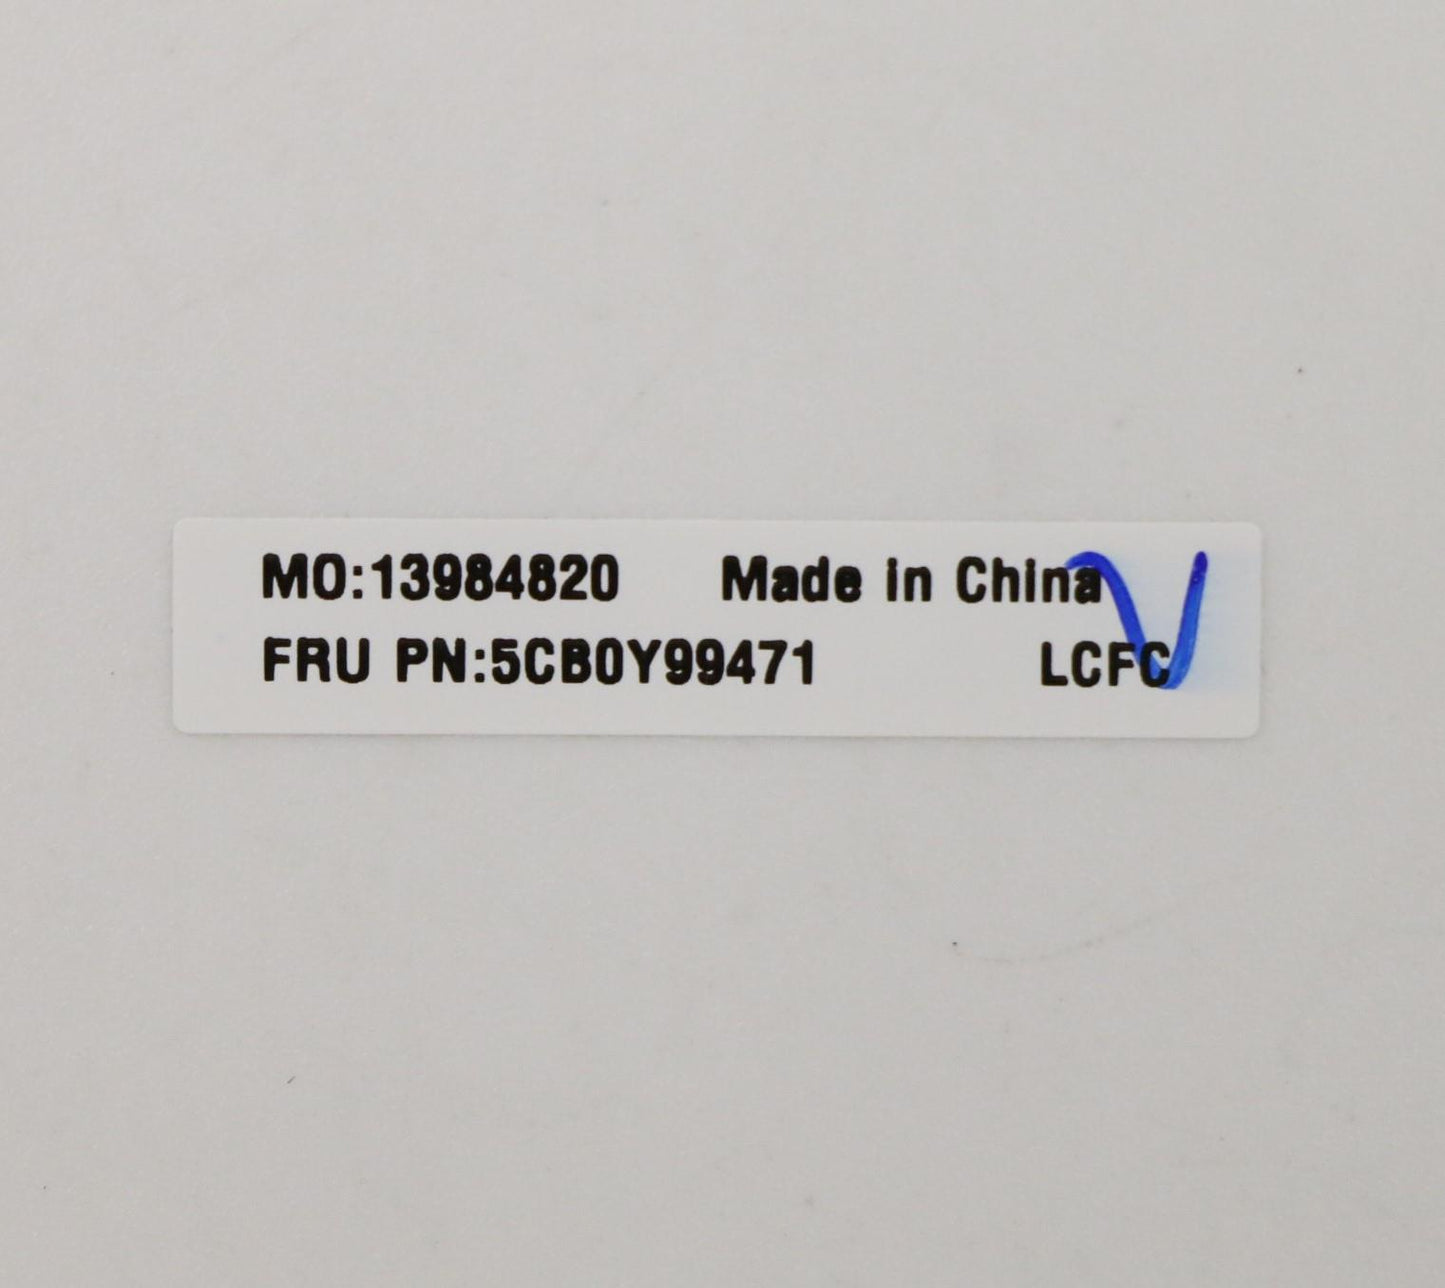 MO:13984820 Made in China
FRU PN:5CB0Y99471 LCFC